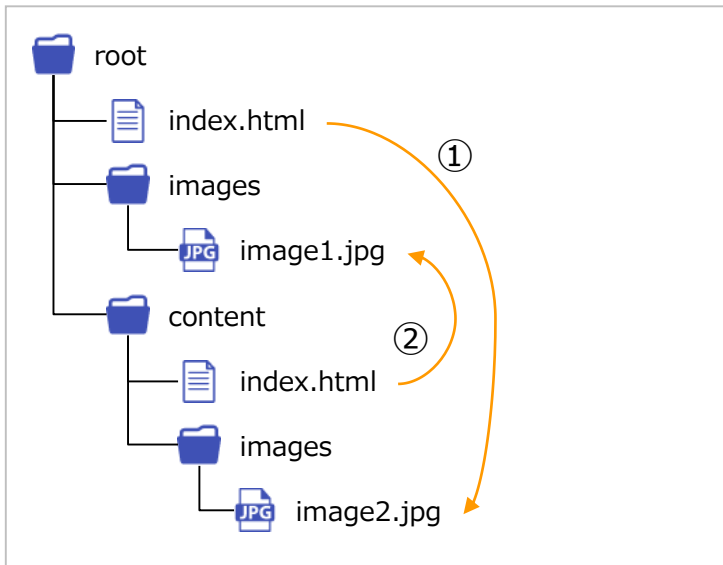 root
index.html
①
images
JPG
image1.jpg
content
②
index.html
images
JPG
image2.jpg